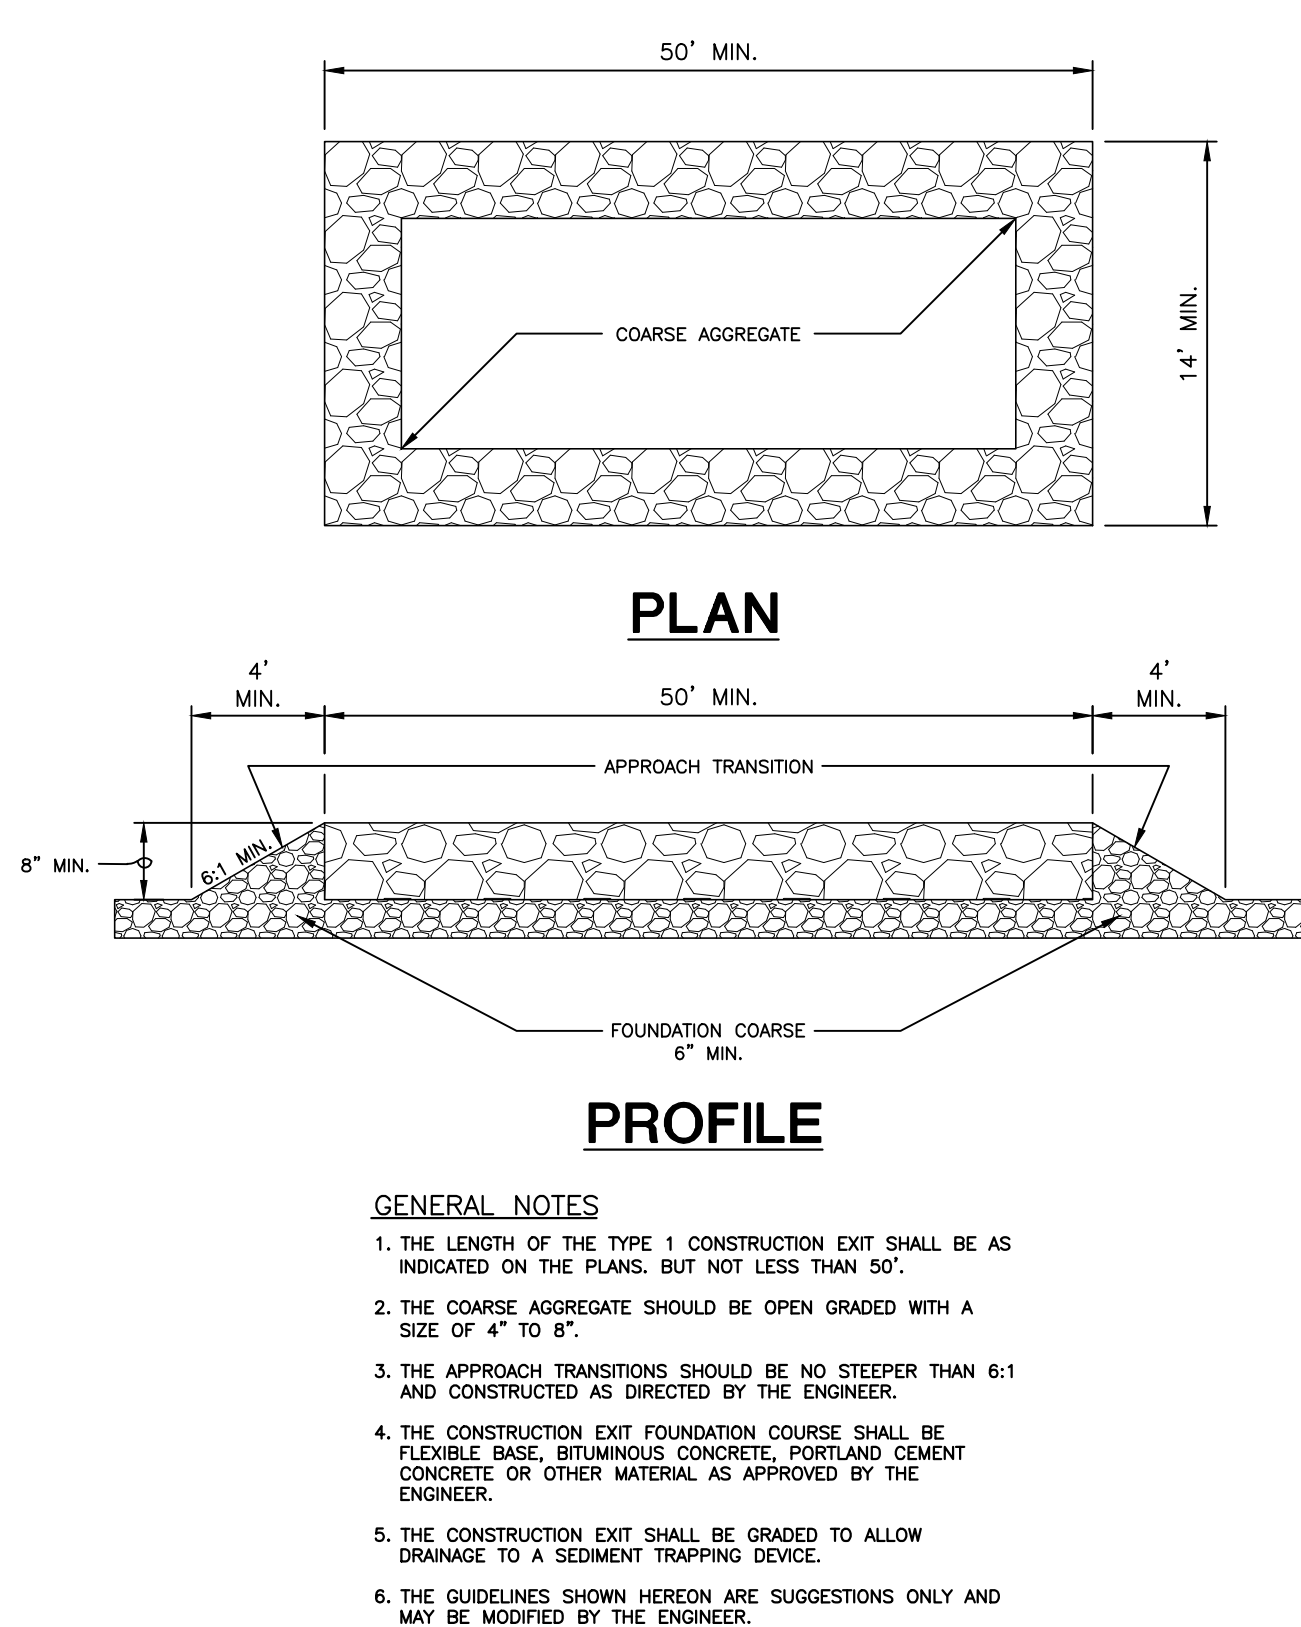 50' MIN.
COARSE AGGREGATE
14' MIN.
PLAN
4'
MIN.
50' MIN.
4'
MIN.
APPROACH TRANSITION
8" MIN.
6:1 MIN.
FOUNDATION COARSE
6" MIN.
PROFILE
GENERAL NOTES
1. THE LENGTH OF THE TYPE 1 CONSTRUCTION EXIT SHALL BE AS
INDICATED ON THE PLANS. BUT NOT LESS THAN 50'.
2. THE COARSE AGGREGATE SHOULD BE OPEN GRADED WITH A
SIZE OF 4" TO 8".
3. THE APPROACH TRANSITIONS SHOULD BE NO STEEPER THAN 6:1
AND CONSTRUCTED AS DIRECTED BY THE ENGINEER.
4. THE CONSTRUCTION EXIT FOUNDATION COURSE SHALL BE
FLEXIBLE BASE, BITUMINOUS CONCRETE, PORTLAND CEMENT
CONCRETE OR OTHER MATERIAL AS APPROVED BY THE
ENGINEER.
5. THE CONSTRUCTION EXIT SHALL BE GRADED TO ALLOW
DRAINAGE TO A SEDIMENT TRAPPING DEVICE.
6. THE GUIDELINES SHOWN HEREON ARE SUGGESTIONS ONLY AND
MAY BE MODIFIED BY THE ENGINEER.